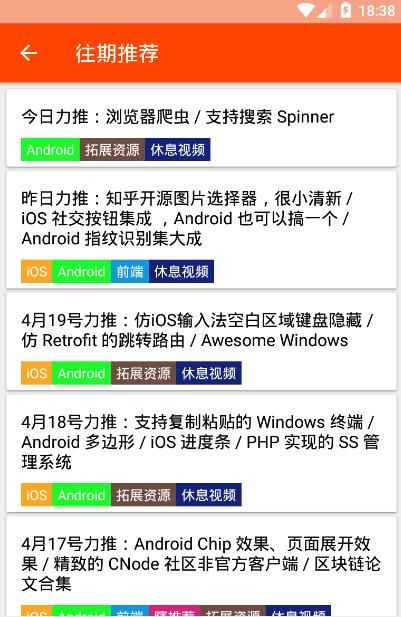 18:38
往期推荐
今日力推：浏览器爬虫 / 支持搜索 Spinner
Android 拓展资源 休息视频
昨日力推：知乎开源图片选择器，很小清新 /
iOS 社交按钮集成 ，Android 也可以搞一个 /
Android 指纹识别集大成
iOS Android 前端 休息视频
4月19号力推：仿iOS输入法空白区域键盘隐藏 /
仿 Retrofit 的跳转路由 / Awesome Windows
iOS Android 拓展资源 休息视频
4月18号力推：支持复制粘贴的 Windows 终端 /
Android 多边形 / iOS 进度条 / PHP 实现的 SS 管
理系统
iOS Android 拓展资源 休息视频
4月17号力推：Android Chip 效果、页面展开效
果 / 精致的 CNode 社区非官方客户端 / 区块链论
文合集
iOS Android 前端 瞎推荐 拓展资源 休息视频